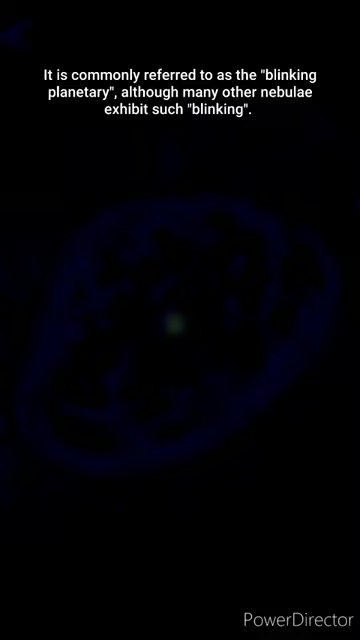 It is commonly referred to as the "blinking
planetary", although many other nebulae
exhibit such "blinking".
PowerDirector